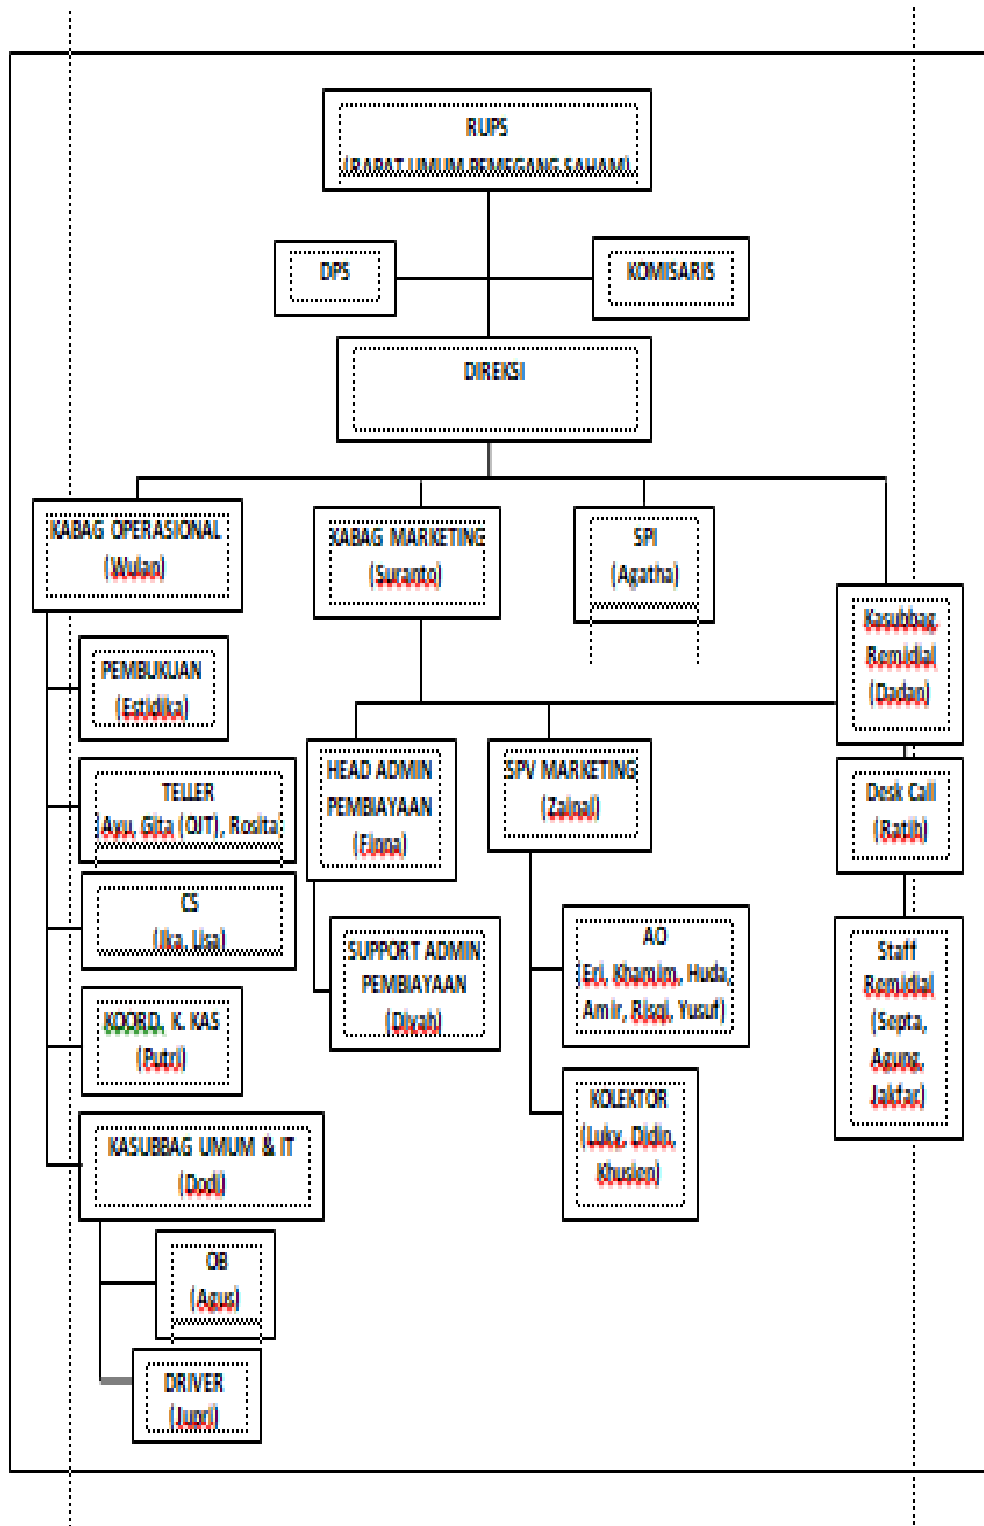 RUPS
(RAPAT UMUM PEMEGANG SAHAM)
DPS
KOMISARIS
DIREKSI
KABAG OPERASIONAL
(Wulan)
KABAG MARKETING
(Suranto)
SPI
(Agatha)
Kasubbag
Remidial
(Dadan)
PEMBUKUAN
(Estidika)
TELLER
(Ayu, Gita (OJT), Rosita)
CS
(Ika, Lisa)
KOORD, K. KAS
(Putri)
KASUBBAG UMUM & IT
(Dodi)
OB
(Agus)
DRIVER
(Jupri)
HEAD ADMIN
PEMBIAYAAN
SUPPORT ADMIN
PEMBIAYAAN
(Diyah)
SPV MARKETING
(Zainal)
AO
(Eri, Khamim, Huda,
Amir, Risqi, Yusuf)
KOLEKTOR
(Luky, Didin,
Desk Call
(Ratih)
Staff
Remidial
(Septa,
Agung,
Jakfar)